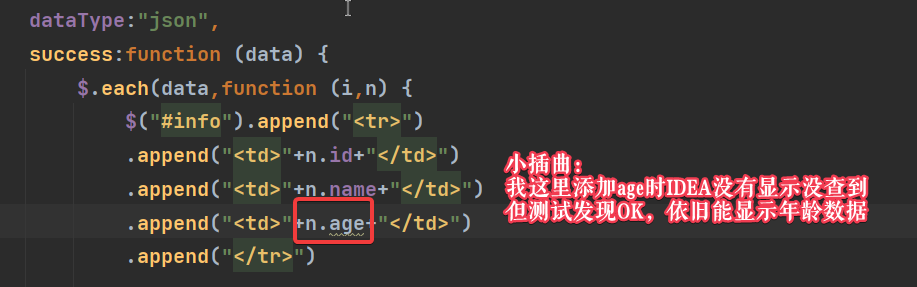 dataType:"json",
success:function (data) {
$.each(data,function (i,n) {
$("#info").append("<tr>")
.append("<td>"+n.id+"</td>")
.append("<td>"+n.name+"</td>")
.append("<td>"+n.age+"</td>")
.append("</tr>")
小插曲：
我这里添加age时IDEA没有显示没查到
但测试发现OK，依旧能显示年龄数据